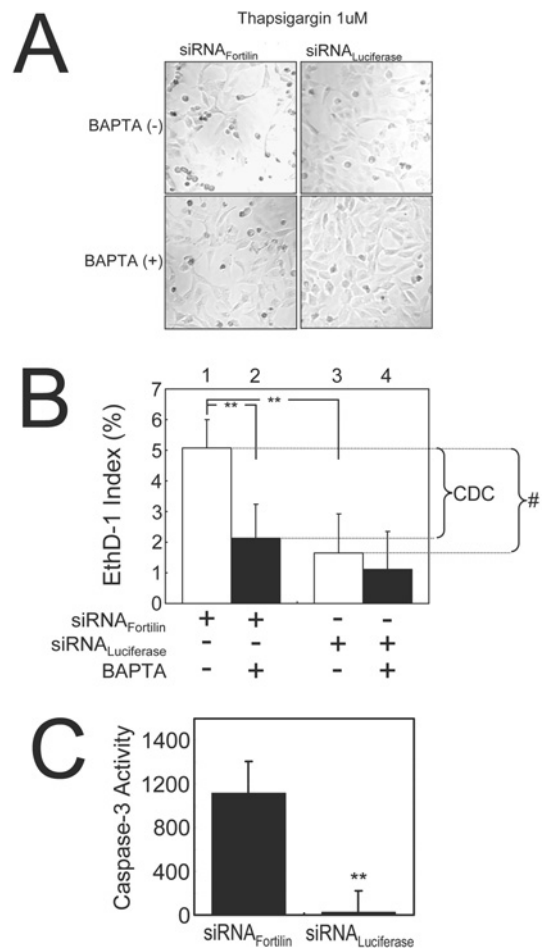 A
Thapsigargin 1uM
siRNAFortilin siRNALuciferase
BAPTA (-)
BAPTA (+)
B
1 2 3 4
EthD-1 Index (%)
7
6
5
4
3
2
1
0
** **
CDC
#
siRNAFortilin + + - -
siRNALuciferase - - + +
BAPTA - + - +
C
Caspase-3 Activity
1400
1200
800
400
0
**
siRNAFortilin siRNALuciferase